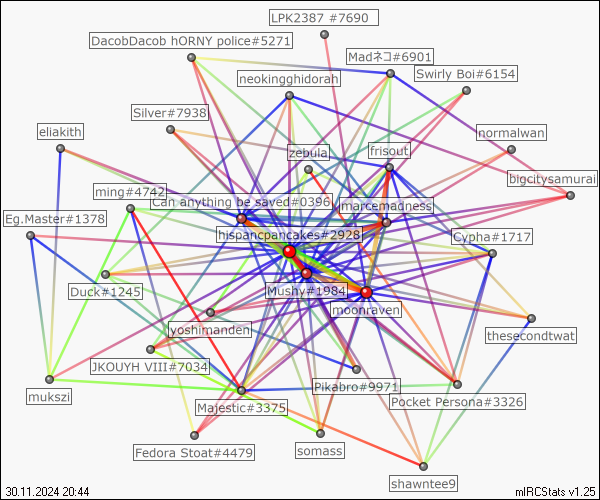 LPK2387 #7690
DacobDacob hORNY police#5271
Madネコ#6901
Swirly Boi#6154
neokingghidorah
Silver#7938
eliakith
normalwan
zebula
frisout
bigcitysamurai
ming#4742
Can anything be saved#0396
marcemadness
Eg.Master#1378
hispancpancakes#2928
Cypha#1717
Duck#1245
Mushy#1984
moonraven
yoshimanden
thesecondtwat
JKOUYH VIII#7034
Pikabro#9971
mukszi
Majestic#3375
Pocket Persona#3326
Fedora Stoat#4479
somass
shawntee9
30.11.2024 20:44
mIRCStats v1.25